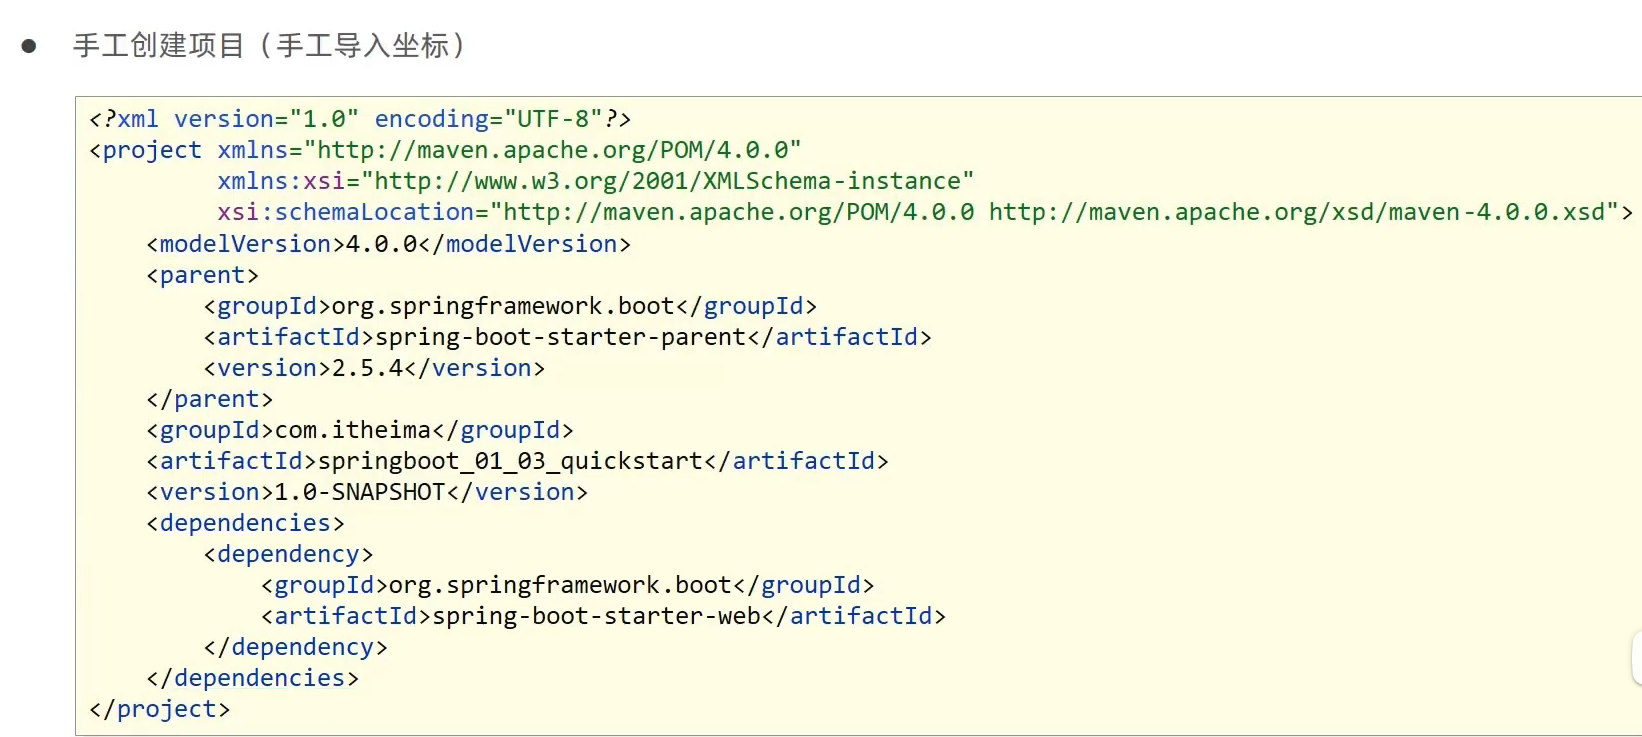 ● 手工创建项目（手工导入坐标）
<?xml version="1.0" encoding="UTF-8"?>
<project xmlns="http://maven.apache.org/POM/4.0.0"
         xmlns:xsi="http://www.w3.org/2001/XMLSchema-instance"
         xsi:schemaLocation="http://maven.apache.org/POM/4.0.0 http://maven.apache.org/xsd/maven-4.0.0.xsd">
    <modelVersion>4.0.0</modelVersion>
    <parent>
        <groupId>org.springframework.boot</groupId>
        <artifactId>spring-boot-starter-parent</artifactId>
        <version>2.5.4</version>
    </parent>
    <groupId>com.itheima</groupId>
    <artifactId>springboot_01_03_quickstart</artifactId>
    <version>1.0-SNAPSHOT</version>
    <dependencies>
        <dependency>
            <groupId>org.springframework.boot</groupId>
            <artifactId>spring-boot-starter-web</artifactId>
        </dependency>
    </dependencies>
</project>